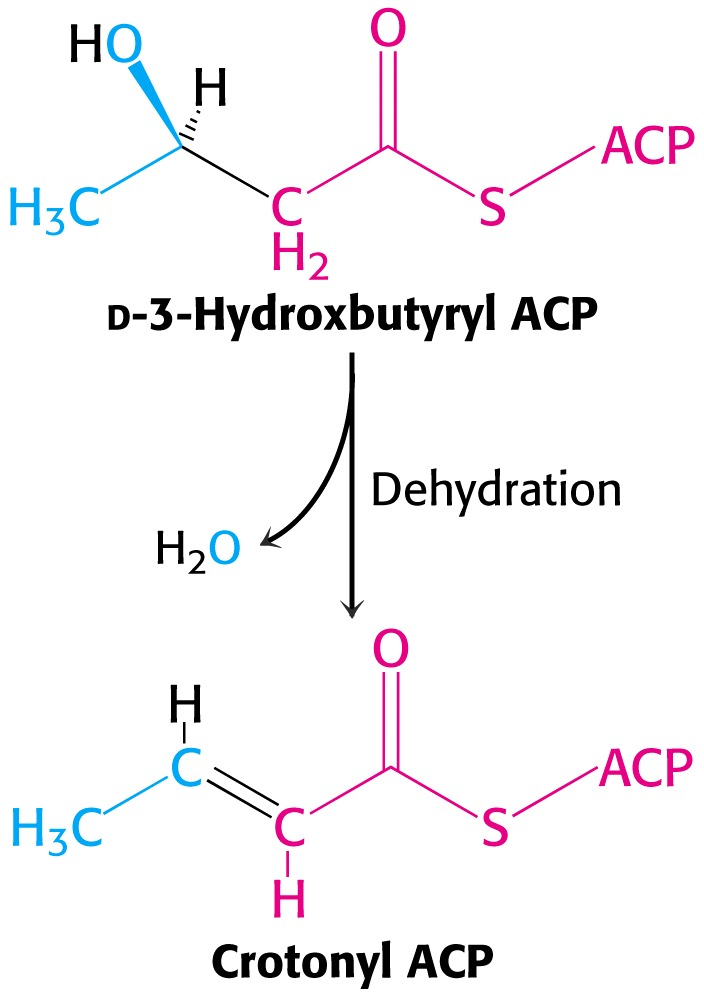 O
HO
H
ACP
H₃C
C
S
H₂
D-3-Hydroxbutyryl ACP
Dehydration
H₂O
O
H
C
ACP
H₃C
C
S
H
Crotonyl ACP